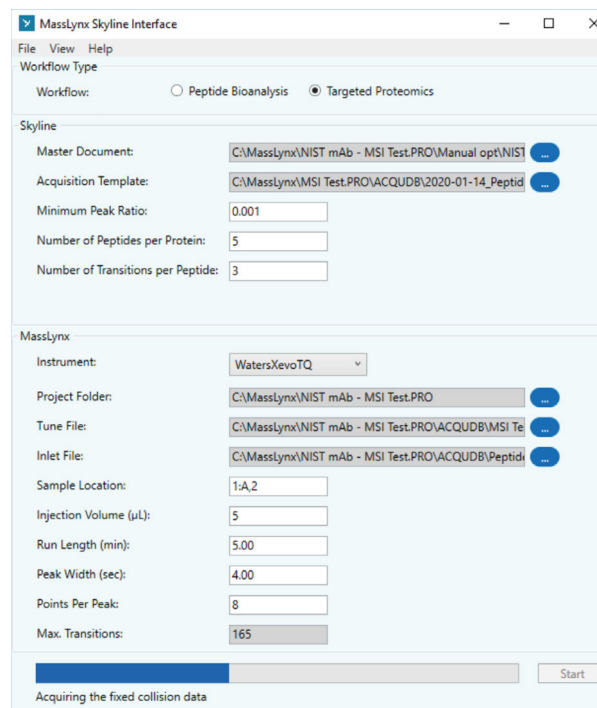 MassLynx Skyline Interface
File View Help
Workflow Type
Workflow: Peptide Bioanalysis Targeted Proteomics
Skyline
Master Document: C:\MassLynx\NIST mAb - MSI Test.PRO\Manual opt\NIST ...
Acquisition Template: C:\MassLynx\MSI Test.PRO\ACQUDB\2020-01-14_Peptid ...
Minimum Peak Ratio: 0.001
Number of Peptides per Protein: 5
Number of Transitions per Peptide: 3
MassLynx
Instrument: WatersXevoTQ
Project Folder: C:\MassLynx\NIST mAb - MSI Test.PRO ...
Tune File: C:\MassLynx\NIST mAb - MSI Test.PRO\ACQUDB\MSI Te ...
Inlet File: C:\MassLynx\NIST mAb - MSI Test.PRO\ACQUDB\Peptide ...
Sample Location: 1:A,2
Injection Volume (µL): 5
Run Length (min): 5.00
Peak Width (sec): 4.00
Points Per Peak: 8
Max. Transitions: 165
Start
Acquiring the fixed collision data